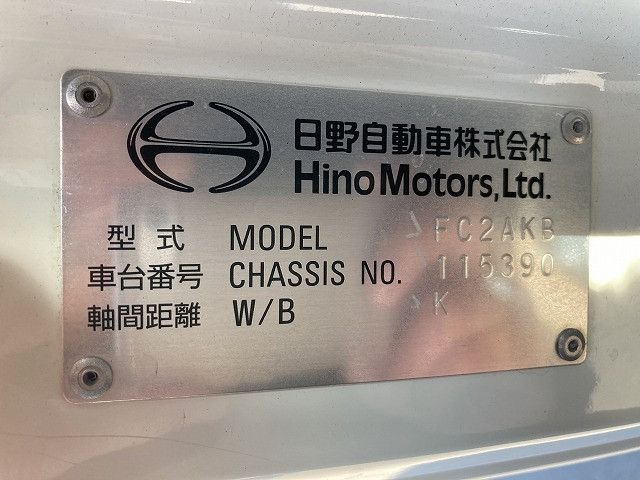 日野自動車株式会社
Hino Motors, Ltd.
型式 MODEL FC2AKB
車台番号 CHASSIS NO. 115390
軸間距離 W/B K